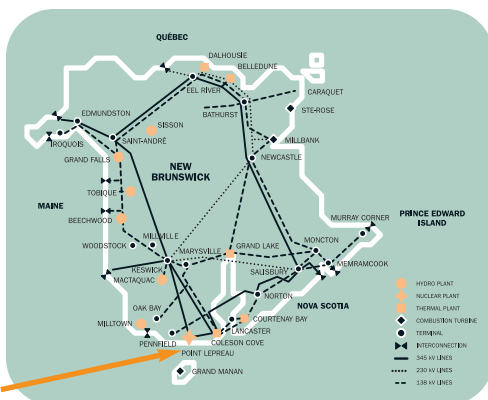 QUÉBEC
DALHOUSIE
BELLEDUNE
EEL RIVER
CARAQUET
BATHURST
STE-ROSE
EDMUNDSTON
SISSON
IROQUOIS
SAINT-ANDRÉ
MILLBANK
GRAND FALLS
NEWCASTLE
NEW
BRUNSWICK
TOBIQUE
MAINE
BEECHWOOD
MURRAY CORNER
PRINCE EDWARD
ISLAND
WOODSTOCK
MILLVILLE
MARYSVILLE
GRAND LAKE
MONCTON
KESWICK
SALISBURY
MEMRAMCOOK
MACTAQUAC
NORTON
NOVA SCOTIA
OAK BAY
MILLTOWN
COURTENAY BAY
LANCASTER
PENNFIELD
COLESON COVE
POINT LEPREAU
GRAND MANAN
HYDRO PLANT
NUCLEAR PLANT
THERMAL PLANT
COMBUSTION TURBINE
TERMINAL
INTERCONNECTION
345 kV LINES
230 kV LINES
138 kV LINES